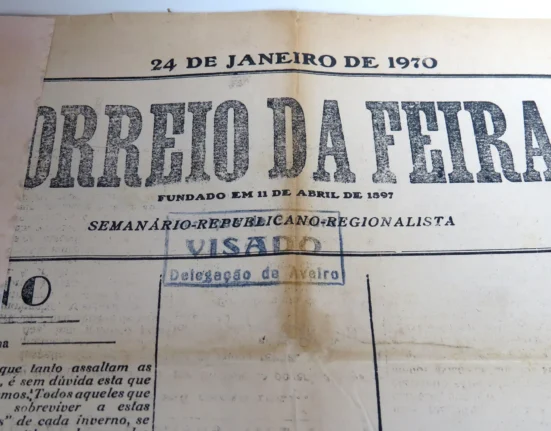 24 DE JANEIRO DE 1970
ORREIO DA FEIRA
FUNDADO EM 11 DE ABRIL DE 1897
SEMANÁRIO-REPUBLICANO-REGIONALISTA
VISADO
Delegação de Aveiro
IO
que tanto assaltam as
, é sem dúvida esta que
mos. Todos aqueles que
sobreviver a estas
s" de cada inverno, se